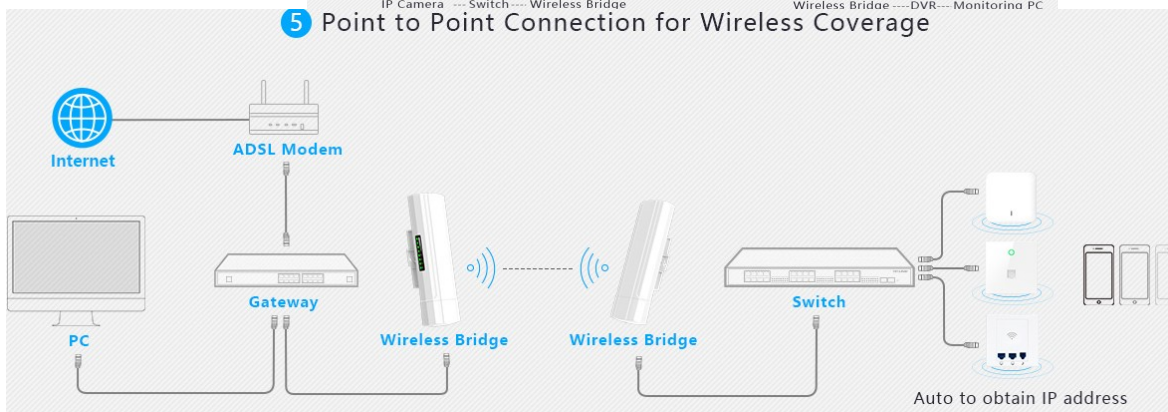 IP Camera --- Switch---- Wireless Bridge
Wireless Bridge ----DVR--- Monitoring PC
5 Point to Point Connection for Wireless Coverage
Internet
ADSL Modem
PC
Gateway
Wireless Bridge
Wireless Bridge
Switch
Auto to obtain IP address